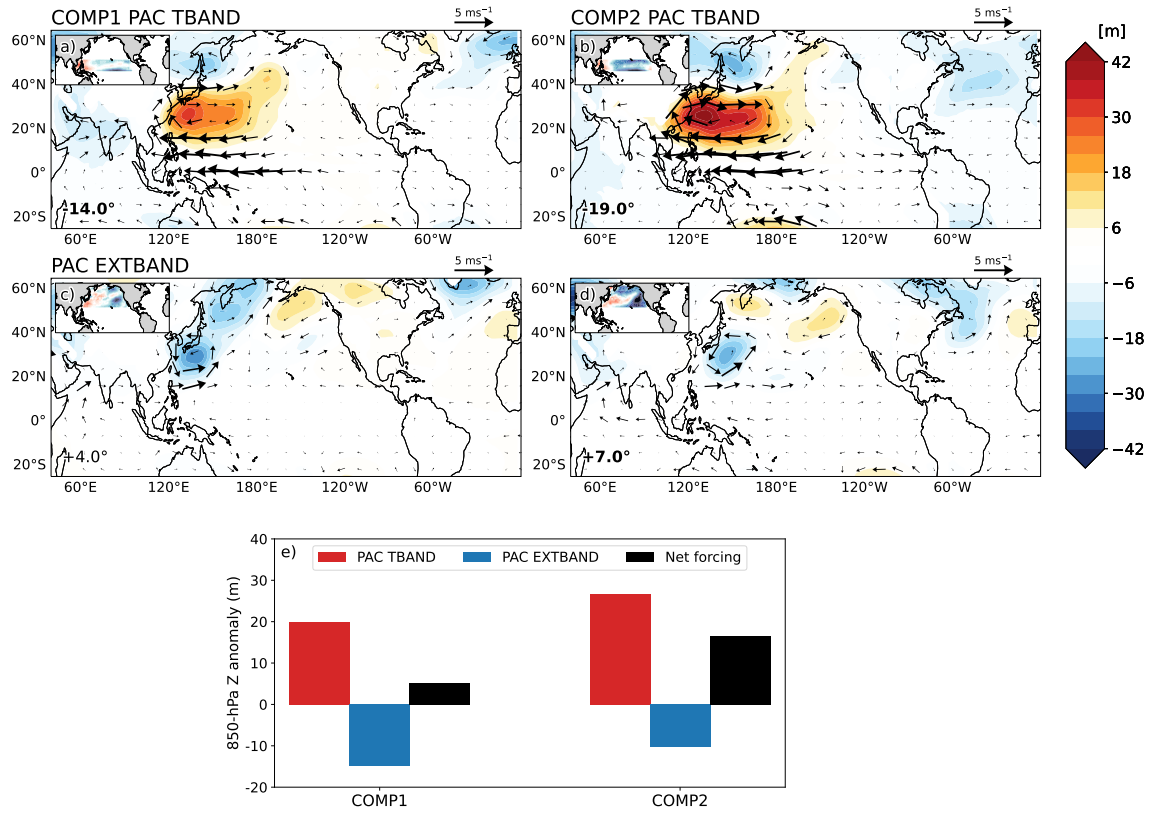 COMP1 PAC TBAND
5 ms⁻¹
COMP2 PAC TBAND
5 ms⁻¹
[m]
a)
60°N
40°N
20°N
0°
20°S
-14.0°
60°E 120°E 180°E 120°W 60°W
b)
60°N
40°N
20°N
0°
20°S
-19.0°
60°E 120°E 180°E 120°W 60°W
42
30
18
6
−6
−18
−30
−42
PAC EXTBAND
5 ms⁻¹
5 ms⁻¹
c)
60°N
40°N
20°N
0°
20°S
+4.0°
60°E 120°E 180°E 120°W 60°W
d)
60°N
40°N
20°N
0°
20°S
+7.0°
60°E 120°E 180°E 120°W 60°W
e)
PAC TBAND PAC EXTBAND Net forcing
850-hPa Z anomaly (m)
40
30
20
10
0
-10
-20
COMP1 COMP2